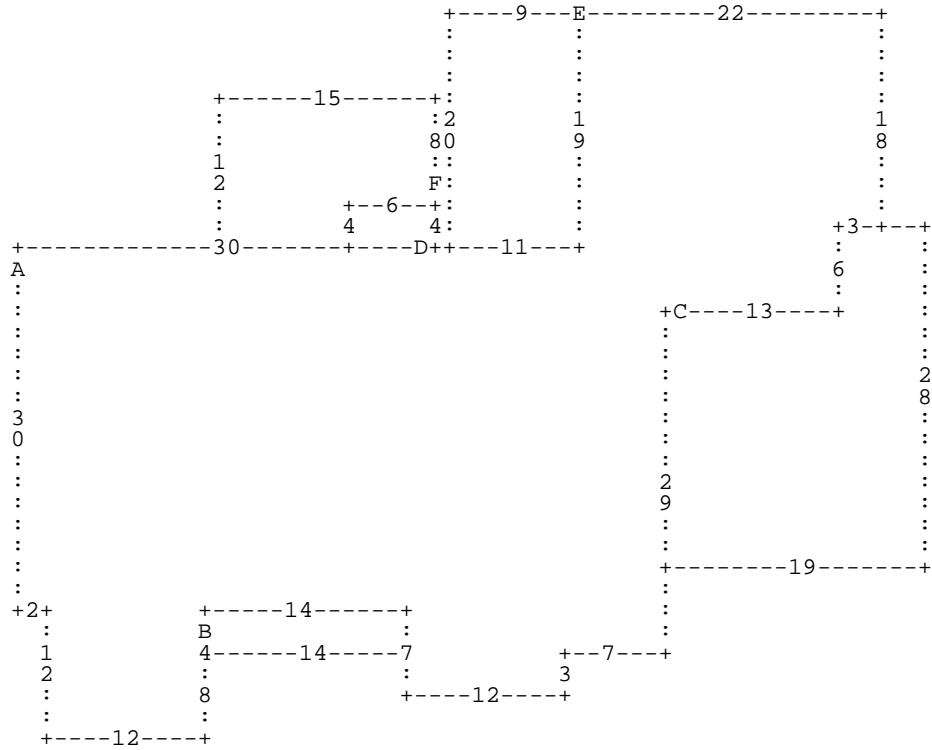 +----9---E---------22---------+
                              :        :                    :
                              :        :                    :
                              :        :                    :
              +------15------+:        :                    :
              :              :2        1                    1
              :              80        9                    8
              1              ::        :                    :
              2              F:        :                    :
              :        +--6--+:        :                    :
              :        4     4:        :                 +3-+--+
+-------------30-------+----D++---11---+                 :     :
A                                                        6     :
:                                                        :     :
:                                            +C----13----+     :
:                                            :                 :
:                                            :                 :
:                                            :                 2
:                                            :                 8
3                                            :                 :
0                                            :                 :
:                                            :                 :
:                                            2                 :
:                                            9                 :
:                                            :                 :
:                                            :                 :
:                                            +--------19-------+
:                                            :
+2+          +-----14------+                 :
  :          B             :                 :
  1          4------14-----7          +--7---+
  2          :             :          3
  :          8             +----12----+
  :          :
  +----12----+